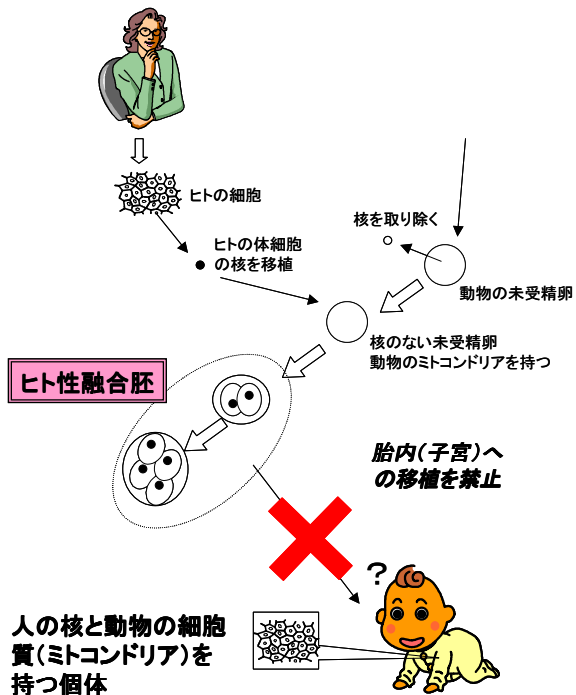 ヒトの細胞
核を取り除く
ヒトの体細胞
の核を移植
動物の未受精卵
核のない未受精卵
動物のミトコンドリアを持つ
ヒト性融合胚
胎内(子宮)へ
の移植を禁止
?
人の核と動物の細胞
質(ミトコンドリア)を
持つ個体